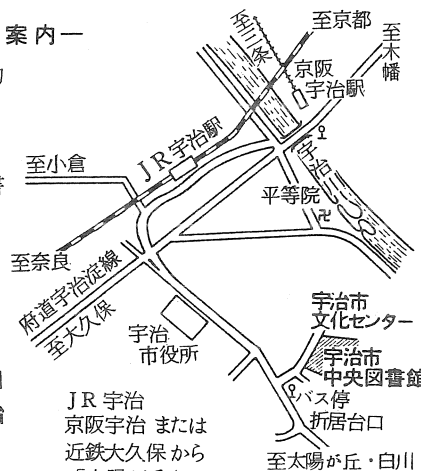 案内
至京都
至三条
至木幡
京阪
宇治駅
JR宇治駅
至小倉
宇治
平等院
至奈良
府道宇治淀線
至大久保
宇治
市役所
宇治市
文化センター
宇治市
中央図書館
バス停
折居台口
至太陽が丘・白川
JR宇治
京阪宇治 または
近鉄大久保から